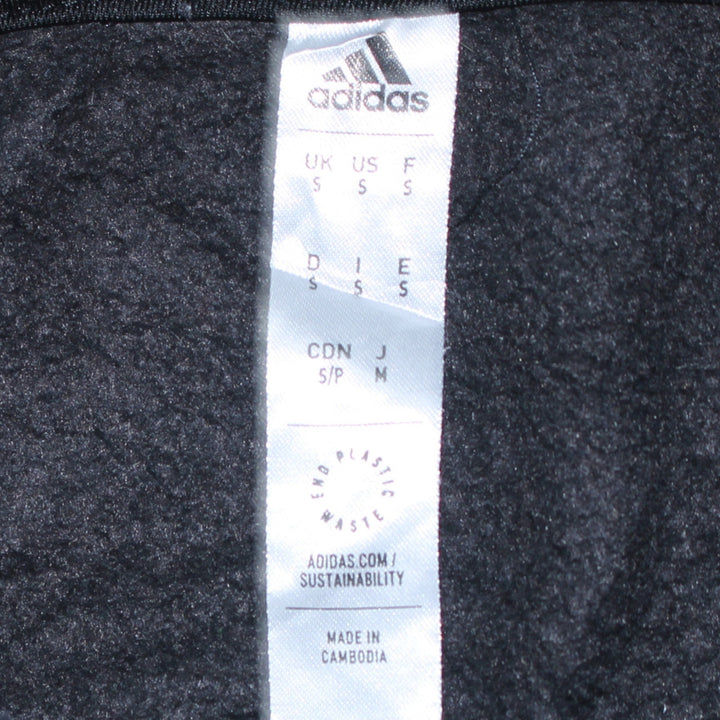 adidas
UK US F
S S S
D I E
S S S
CDN J
S/P M
END PLASTIC WASTE
ADIDAS.COM/
SUSTAINABILITY
MADE IN
CAMBODIA